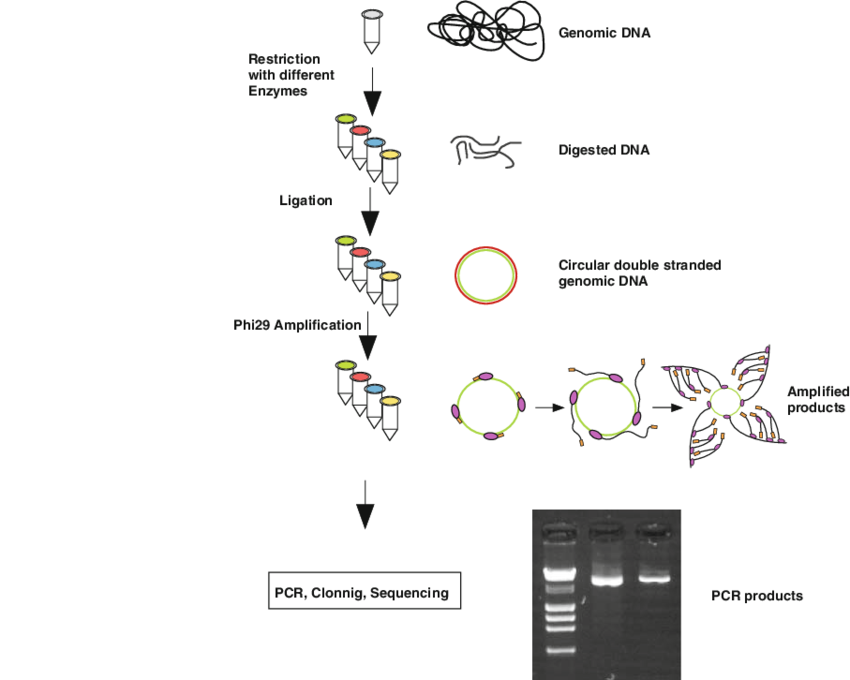 Genomic DNA
Restriction
with different
Enzymes
Digested DNA
Ligation
Circular double stranded
genomic DNA
Phi29 Amplification
Amplified
products
PCR, Clonnig, Sequencing
PCR products